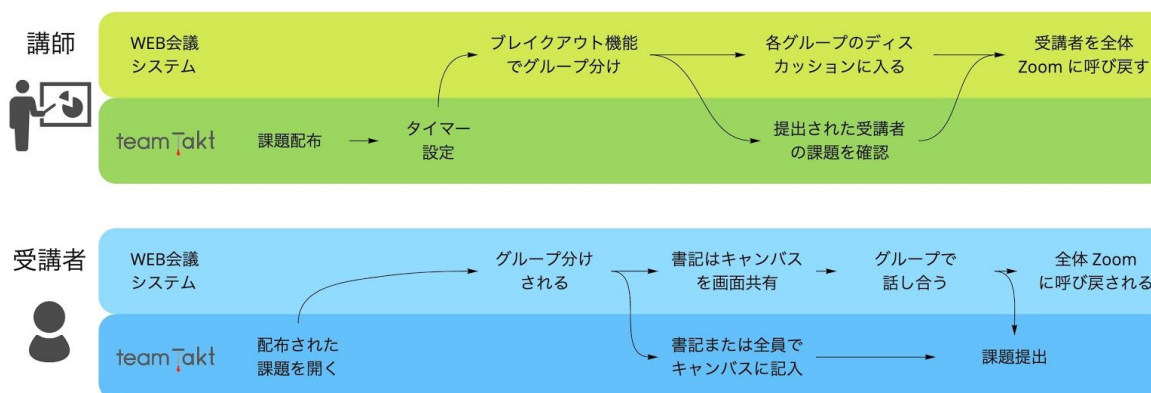 講師
WEB会議
システム
ブレイクアウト機能
でグループ分け
各グループのディス
カッションに入る
受講者を全体
Zoom に呼び戻す
teamTakt
課題配布
タイマー
設定
提出された受講者
の課題を確認
受講者
WEB会議
システム
グループ分け
される
書記はキャンバス
を画面共有
グループで
話し合う
全体 Zoom
に呼び戻される
teamTakt
配布された
課題を開く
書記または全員で
キャンバスに記入
課題提出